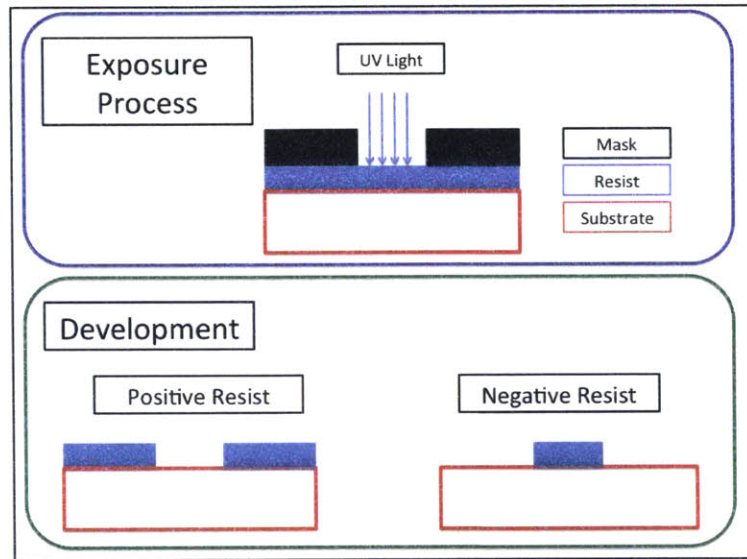 Exposure
Process
UV Light
Mask
Resist
Substrate
Development
Positive Resist
Negative Resist